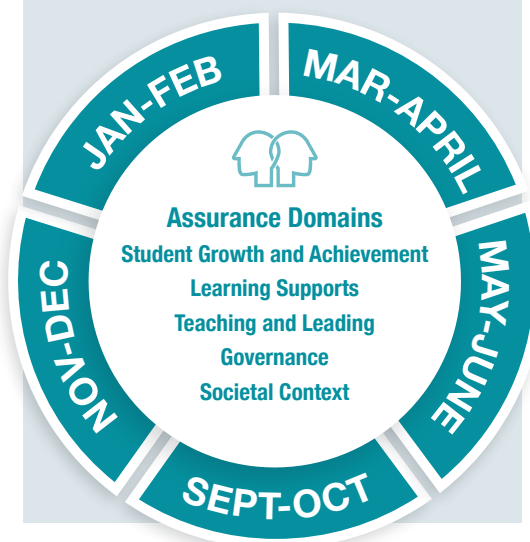 JAN-FEB
MAR-APRIL
MAY-JUNE
SEPT-OCT
NOV-DEC
Assurance Domains
Student Growth and Achievement
Learning Supports
Teaching and Leading
Governance
Societal Context